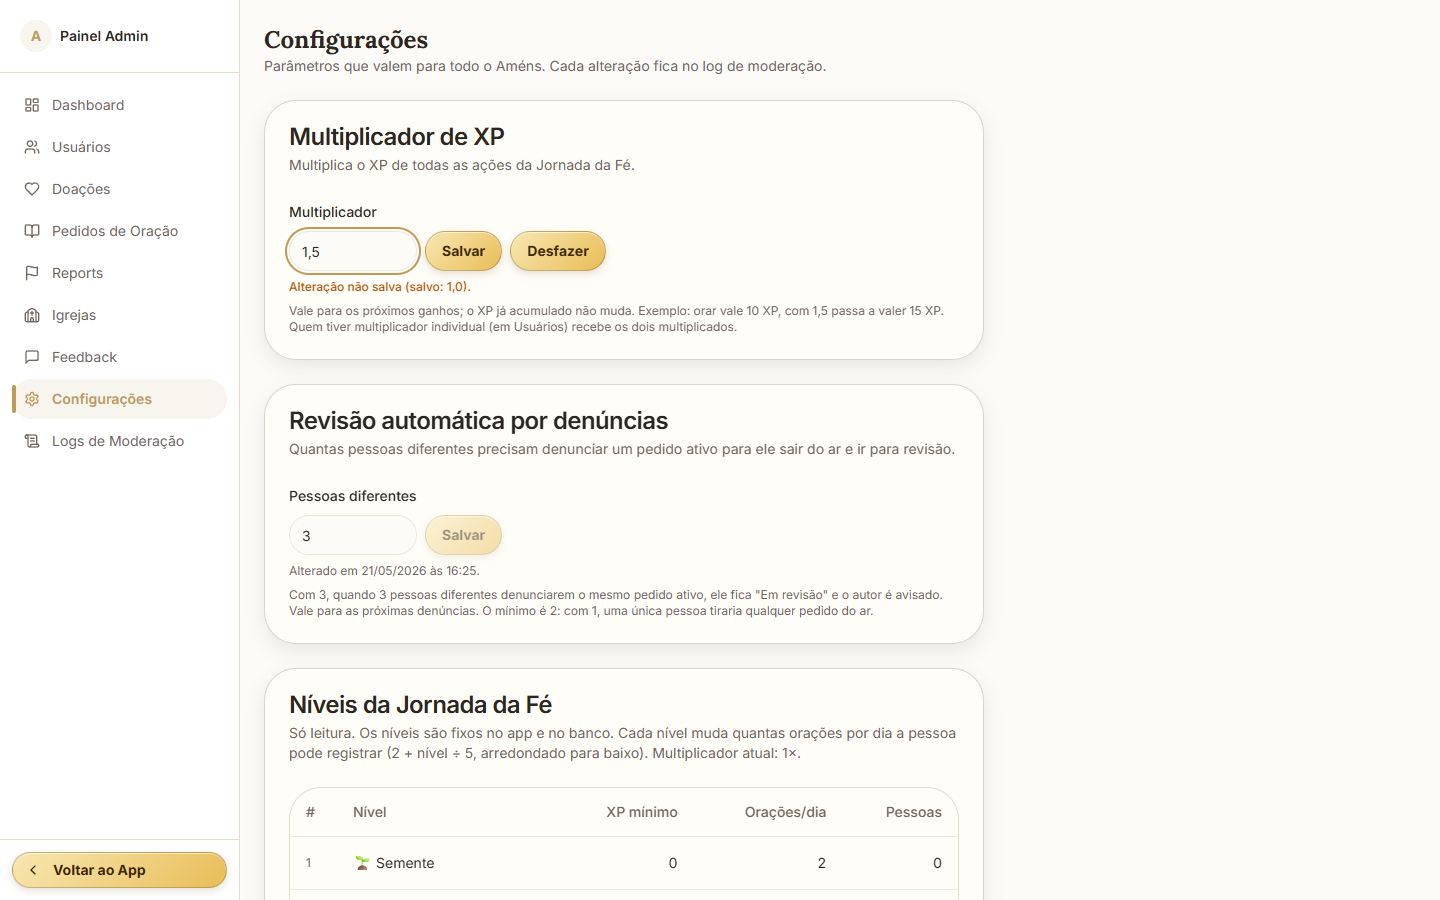 A Painel Admin
Dashboard
Usuários
Doações
Pedidos de Oração
Reports
Igrejas
Feedback
Configurações
Logs de Moderação
Voltar ao App
Configurações
Parâmetros que valem para todo o Améns. Cada alteração fica no log de moderação.
Multiplicador de XP
Multiplica o XP de todas as ações da Jornada da Fé.
Multiplicador
1,5 Salvar Desfazer
Alteração não salva (salvo: 1,0).
Vale para os próximos ganhos; o XP já acumulado não muda. Exemplo: orar vale 10 XP, com 1,5 passa a valer 15 XP.
Quem tiver multiplicador individual (em Usuários) recebe os dois multiplicados.
Revisão automática por denúncias
Quantas pessoas diferentes precisam denunciar um pedido ativo para ele sair do ar e ir para revisão.
Pessoas diferentes
3 Salvar
Alterado em 21/05/2026 às 16:25.
Com 3, quando 3 pessoas diferentes denunciarem o mesmo pedido ativo, ele fica "Em revisão" e o autor é avisado.
Vale para as próximas denúncias. O mínimo é 2: com 1, uma única pessoa tiraria qualquer pedido do ar.
Níveis da Jornada da Fé
Só leitura. Os níveis são fixos no app e no banco. Cada nível muda quantas orações por dia a pessoa
pode registrar (2 + nível ÷ 5, arredondado para baixo). Multiplicador atual: 1×.
# Nível XP mínimo Orações/dia Pessoas
1 Semente 0 2 0